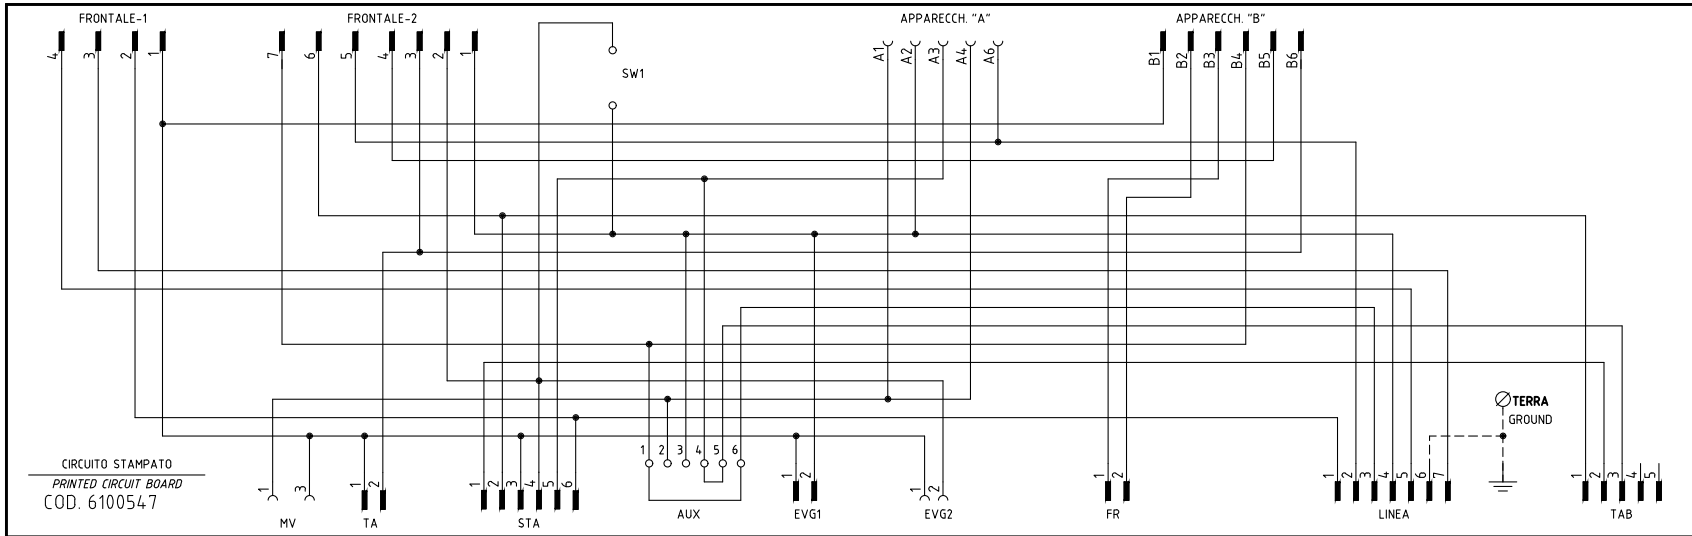 FRONTALE-1 FRONTALE-2 APPARECCH. "A" APPARECCH. "B"
4 3 2 1 7 6 5 4 3 2 1 A1 A2 A3 A4 A6 B1 B2 B3 B4 B5 B6
SW1
TERRA
GROUND
1 2 3 4 5 6
CIRCUITO STAMPATO
PRINTED CIRCUIT BOARD
COD. 6100547
1 3 1 2 1 2 3 4 5 6 1 2 1 2 1 2 1 2 3 4 5 6 7 1 2 3 4 5
MV TA STA AUX EVG1 EVG2 FR LINEA TAB